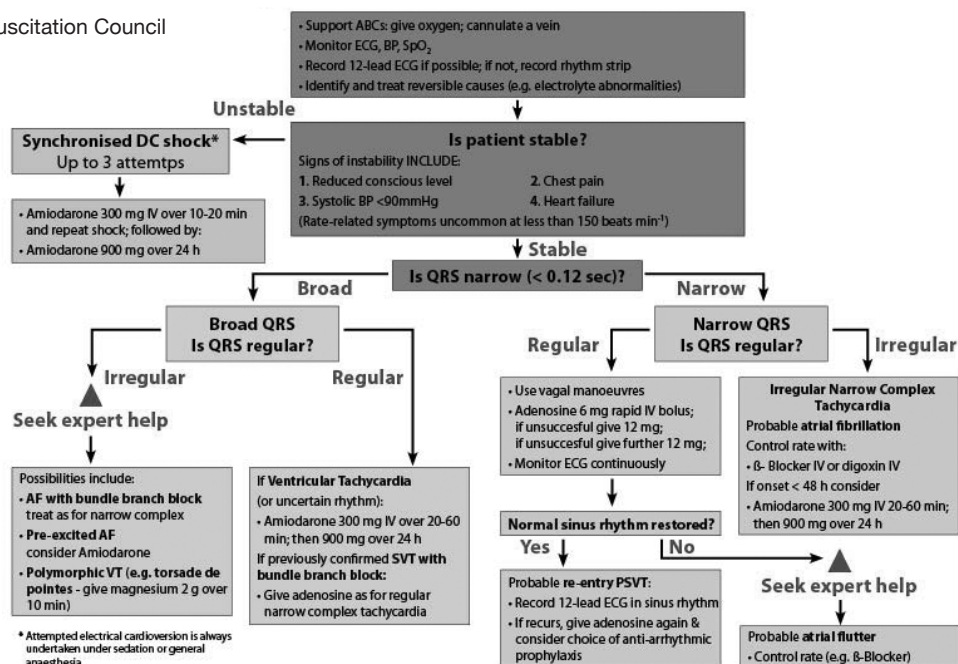 uscitation Council
• Support ABCs: give oxygen; cannulate a vein
• Monitor ECG, BP, SpO₂
• Record 12-lead ECG if possible; if not, record rhythm strip
• Identify and treat reversible causes (e.g. electrolyte abnormalities)
Unstable
Synchronised DC shock*
Up to 3 attemtps
• Amiodarone 300 mg IV over 10-20 min
and repeat shock; followed by:
• Amiodarone 900 mg over 24 h
Is patient stable?
Signs of instability INCLUDE:
1. Reduced conscious level 2. Chest pain
3. Systolic BP <90mmHg 4. Heart failure
(Rate-related symptoms uncommon at less than 150 beats min⁻¹)
Stable
Is QRS narrow (< 0.12 sec)?
Broad
Narrow
Broad QRS
Is QRS regular?
Irregular
Regular
Seek expert help
Possibilities include:
• AF with bundle branch block
treat as for narrow complex
• Pre-excited AF
consider Amiodarone
• Polymorphic VT (e.g. torsade de
pointes - give magnesium 2 g over
10 min)
If Ventricular Tachycardia
(or uncertain rhythm):
• Amiodarone 300 mg IV over 20-60
min; then 900 mg over 24 h
If previously confirmed SVT with
bundle branch block:
• Give adenosine as regular
narrow complex tachycardia
Narrow QRS
Is QRS regular?
Regular
Irregular
• Use vagal manoeuvres
• Adenosine 6 mg rapid IV bolus;
if unsuccesful give 12 mg;
if unsuccesful give further 12 mg;
• Monitor ECG continuously
Irregular Narrow Complex
Tachycardia
Probable atrial fibrillation
Control rate with:
• ß- Blocker IV or digoxin IV
If onset < 48 h consider
• Amiodarone 300 mg IV 20-60 min;
then 900 mg over 24 h
Normal sinus rhythm restored?
Yes
No
Probable re-entry PSVT:
• Record 12-lead ECG in sinus rhythm
• If recurs, give adenosine again &
consider choice of anti-arrhythmic
prophylaxis
Seek expert help
Probable atrial flutter
• Control rate (e.g. ß-Blocker)
* Attempted electrical cardioversion is always
undertaken under sedation or general
anaesthesia